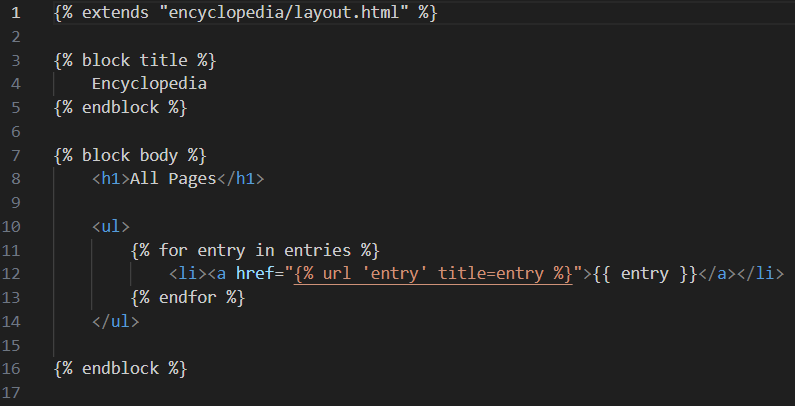 1 {% extends "encyclopedia/layout.html" %}
2
3 {% block title %}
4     Encyclopedia
5 {% endblock %}
6
7 {% block body %}
8     <h1>All Pages</h1>
9
10     <ul>
11         {% for entry in entries %}
12             <li><a href="{% url 'entry' title=entry %}">{{ entry }}</a></li>
13         {% endfor %}
14     </ul>
15
16 {% endblock %}
17